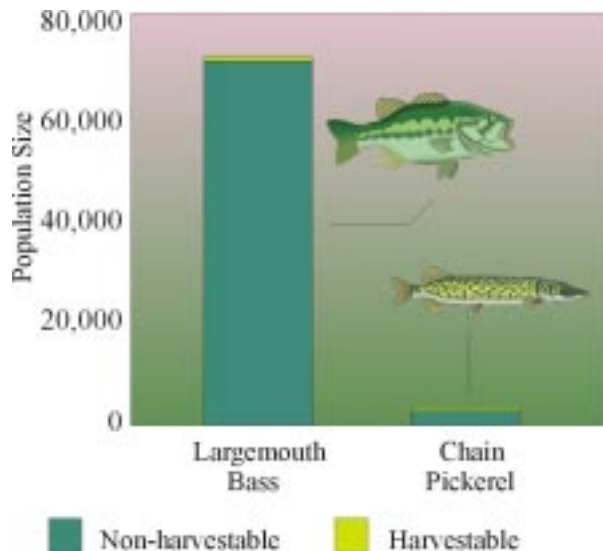 80,000
60,000
40,000
20,000
0
Population Size
Largemouth
Bass
Chain
Pickerel
Non-harvestable
Harvestable